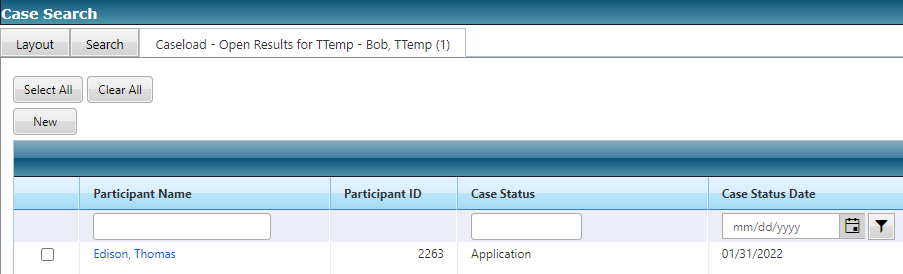 Case Search
Layout Search Caseload - Open Results for TTemp - Bob, TTemp (1)
Select All Clear All
New
Participant Name Participant ID Case Status Case Status Date
mm/dd/yyyy
Edison, Thomas 2263 Application 01/31/2022